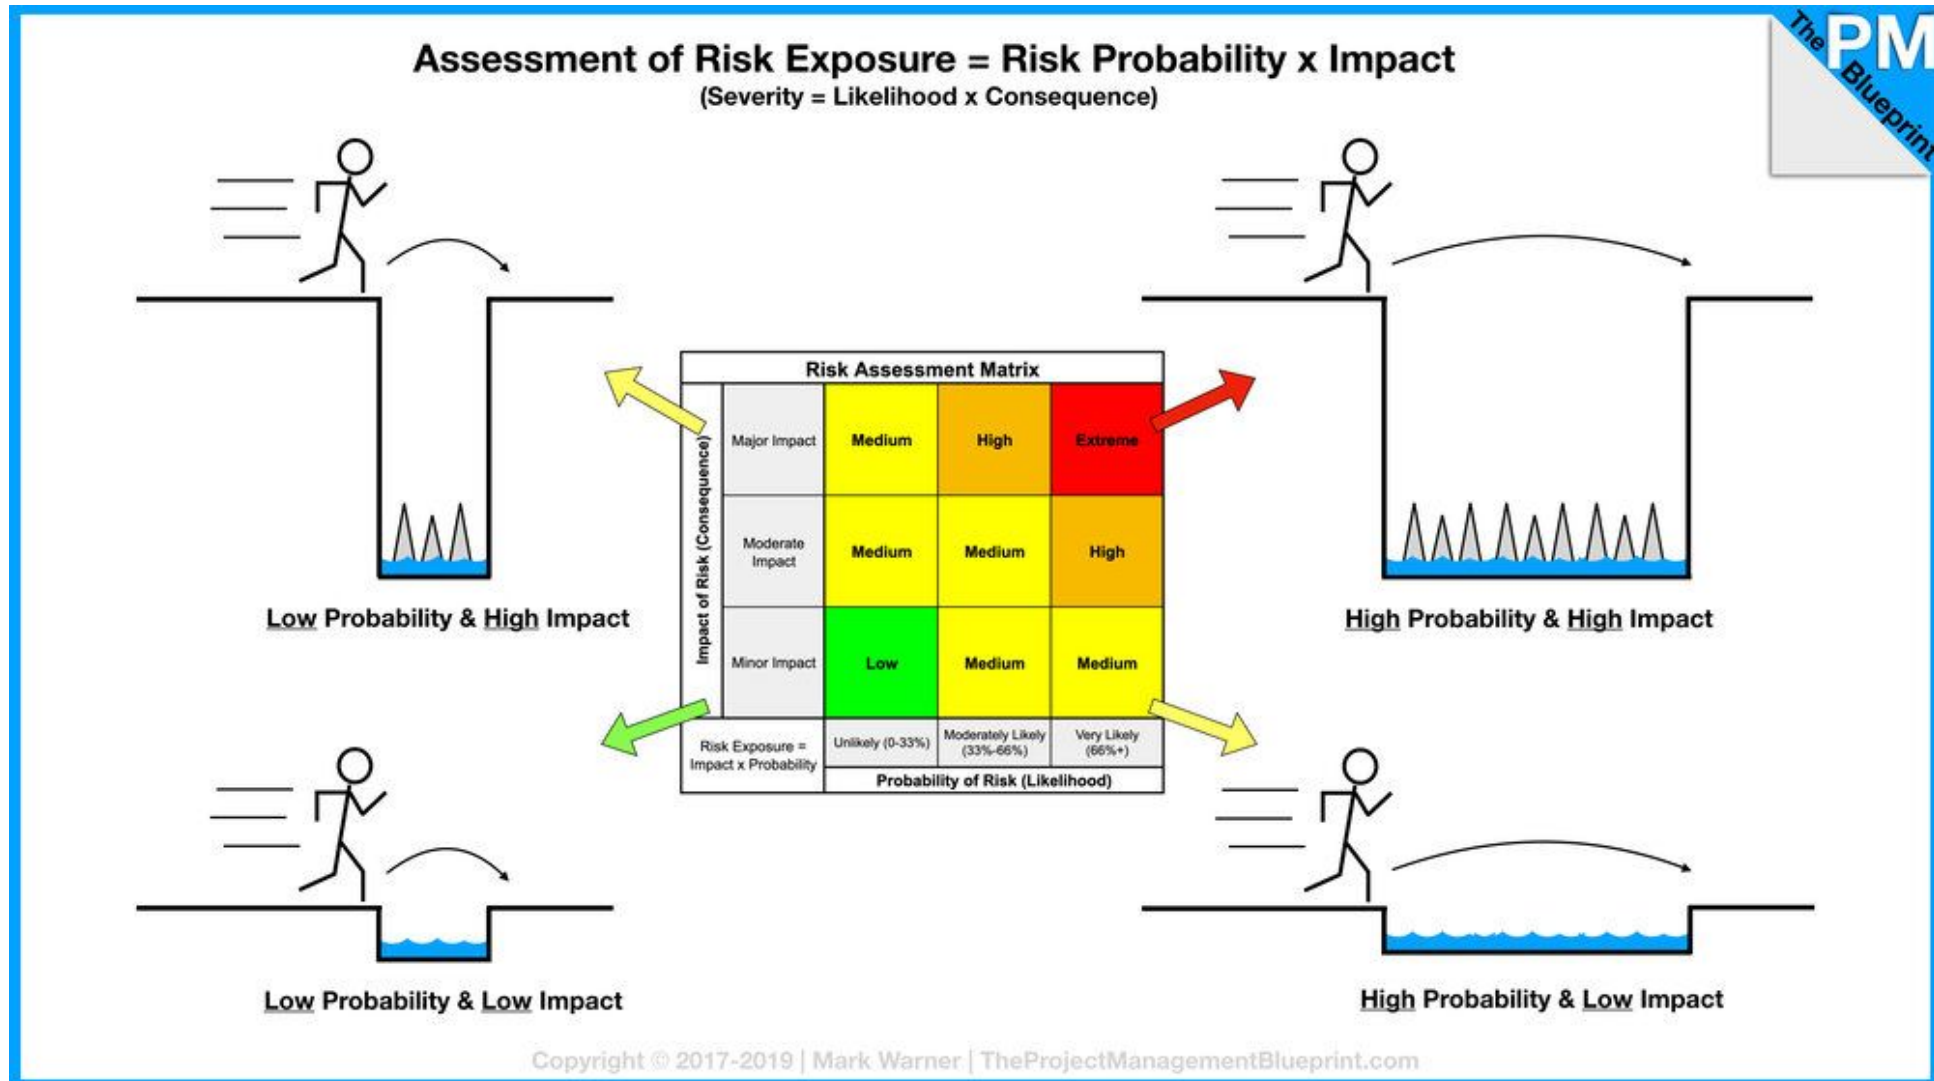 Assessment of Risk Exposure = Risk Probability x Impact
(Severity = Likelihood x Consequence)
The PM
Blueprint
Low Probability & High Impact
High Probability & High Impact
Risk Assessment Matrix
Impact of Risk (Consequence)
Major Impact Medium High Extreme
Moderate
Impact
Medium Medium High
Minor Impact Low Medium Medium
Risk Exposure =
Impact x Probability
Unlikely (0-33%)
Moderately Likely
(33%-66%)
Very Likely
(66%+)
Probability of Risk (Likelihood)
Low Probability & Low Impact
High Probability & Low Impact
Copyright © 2017-2019 | Mark Warner | TheProjectManagementBlueprint.com